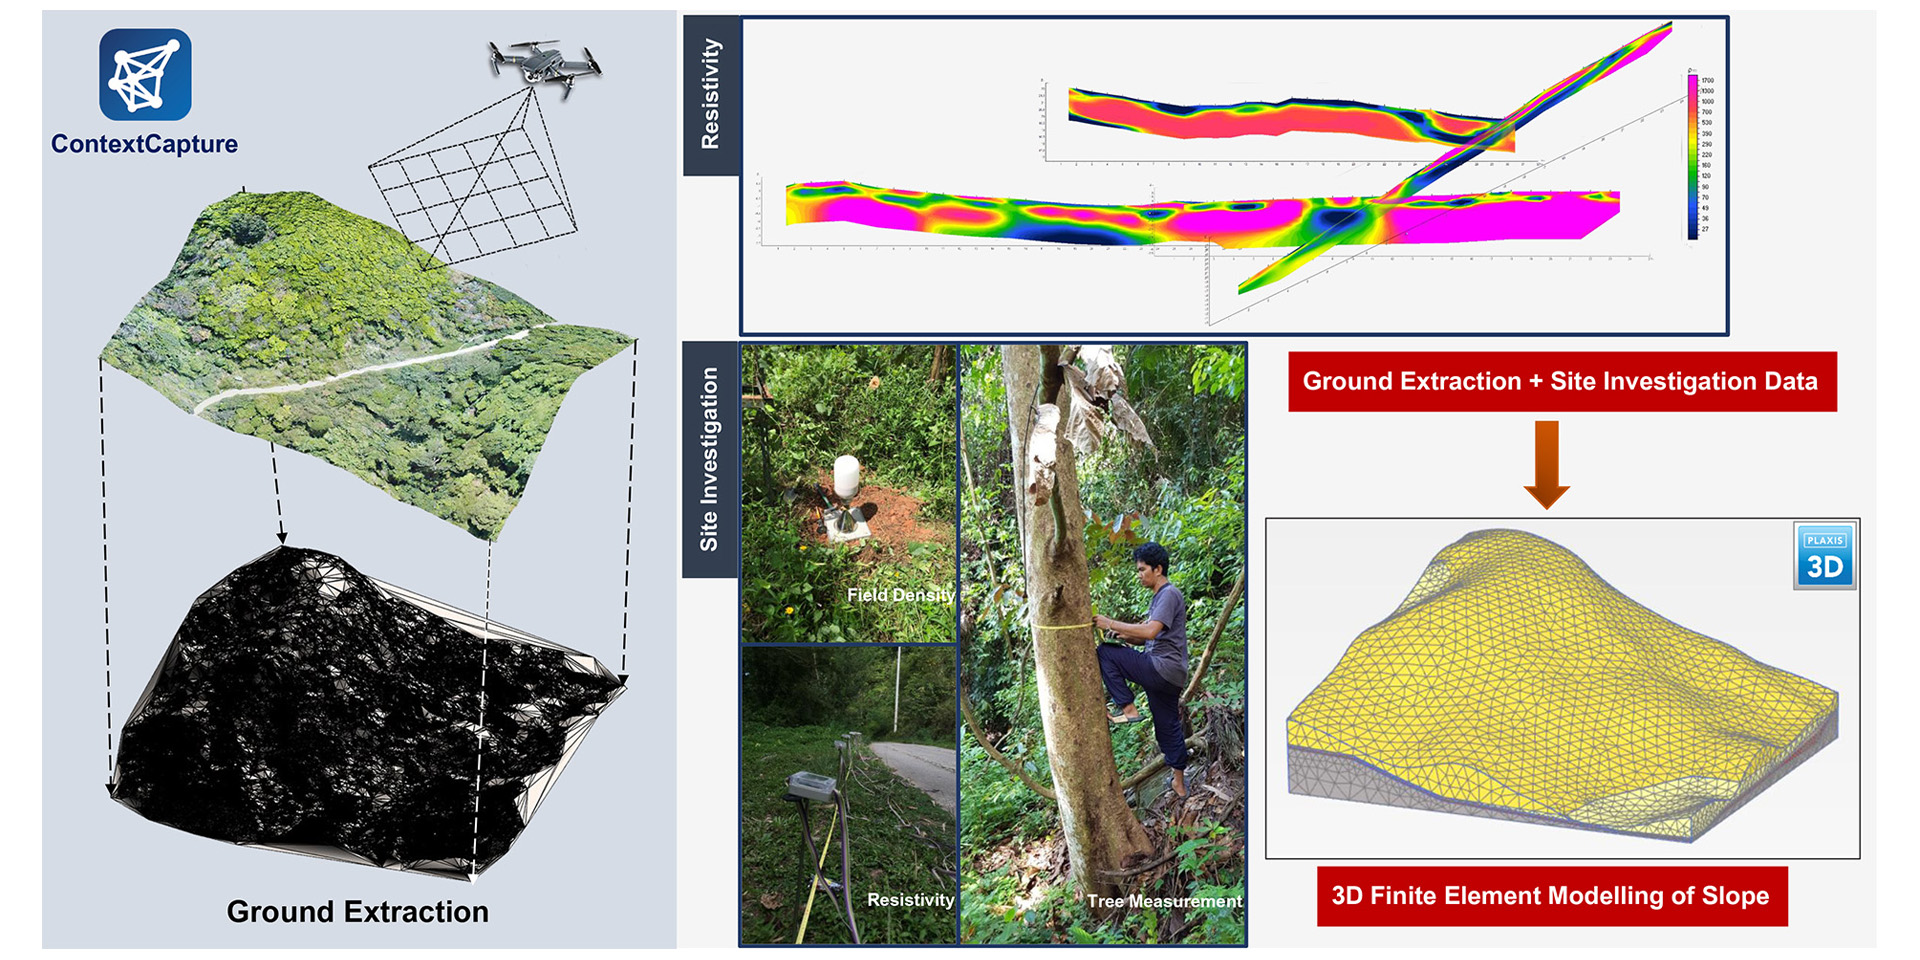 ContextCapture
Ground Extraction
Resistivity
1700
1300
1000
700
530
390
290
220
160
120
90
70
49
36
27
Site Investigation
Field Density
Resistivity
Tree Measurement
Ground Extraction + Site Investigation Data
PLAXIS
3D
3D Finite Element Modelling of Slope